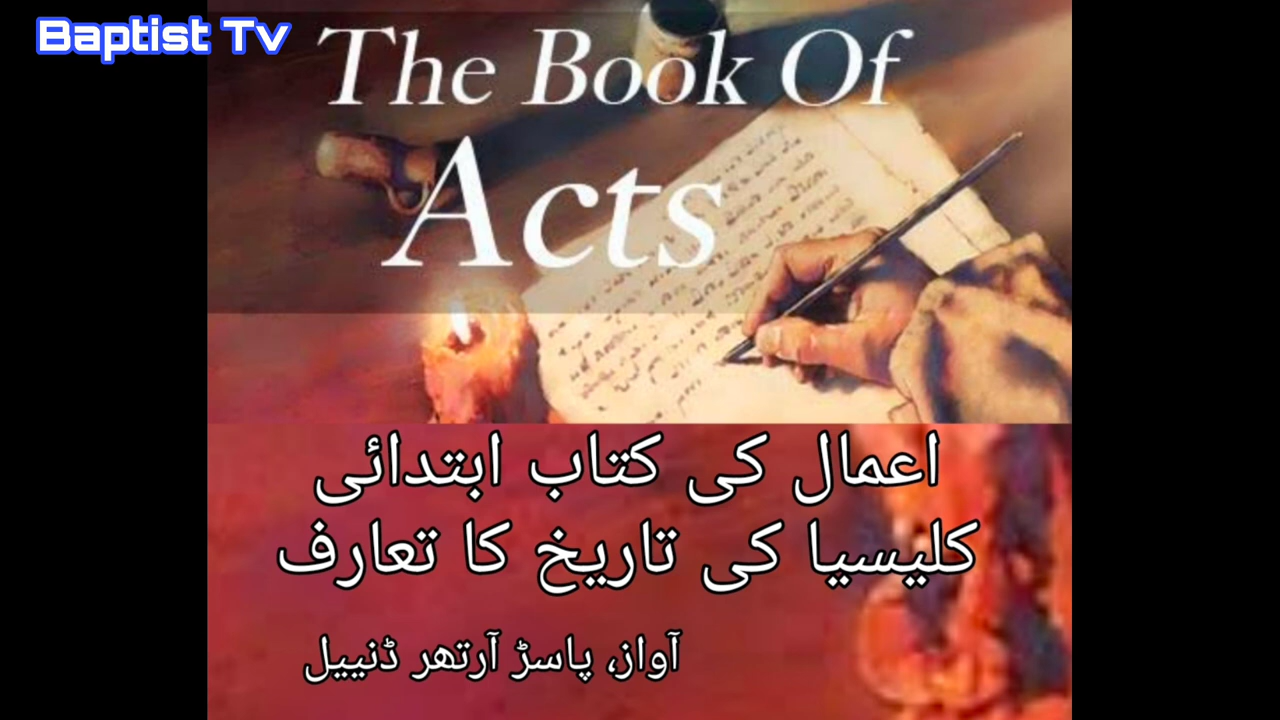 Baptist Tv
The Book Of
Acts
اعمال کی کتاب ابتدائی
کلیسیا کی تاریخ کا تعارف
آواز، پاسڑ آرتھر ڈنییل